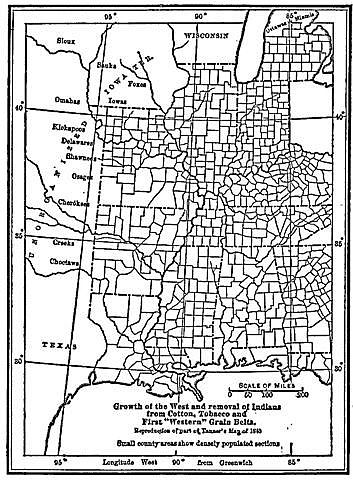 95°
90°
85°
Ottawas
Miamis
WISCONSIN
Sioux
Sauks
Foxes
IOWA TER.
Omahas
Iowas
40°
40
Kickapoos
Delawares
Shawnees
Osages
Cherokees
35
35
Creeks
Choctaws
TEXAS
30
30
SCALE OF MILES
0 50 100 200
Growth of the West and removal of Indians
from Cotton, Tobacco and
First "Western" Grain Belts.
Reproduction of part of Tanner's Map of 1840
Small county areas show densely populated sections
95°
Longitude West
90°
from Greenwich
85°